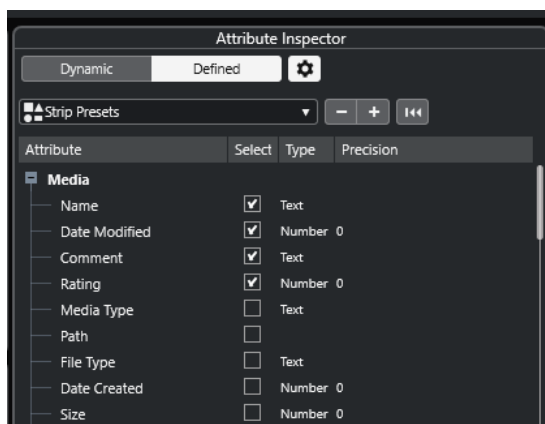 Attribute Inspector
Dynamic Defined
Strip Presets
Attribute Select Type Precision
Media
Name Text
Date Modified Number 0
Comment Text
Rating Number 0
Media Type Text
Path
File Type Text
Date Created Number 0
Size Number 0